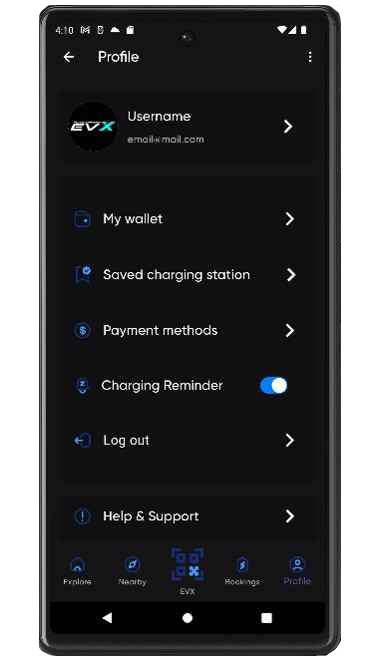 4:10
Profile
EVX
Username
email@mail.com
My wallet
Saved charging station
Payment methods
Charging Reminder
Log out
Help & Support
Explore
Nearby
EVX
Bookings
Profile